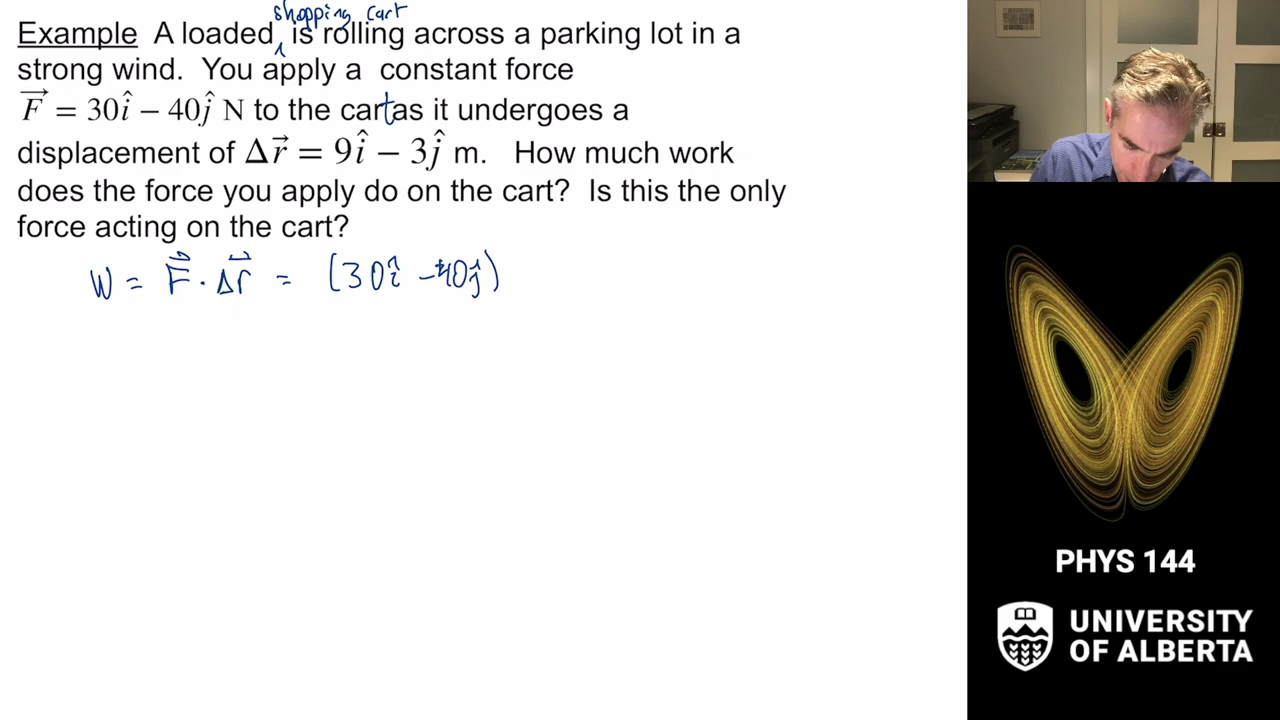 shopping cart
Example A loaded is rolling across a parking lot in a
strong wind. You apply a constant force
F⃗ = 30î − 40ĵ N to the cartas it undergoes a
displacement of Δr⃗ = 9î − 3ĵ m. How much work
does the force you apply do on the cart? Is this the only
force acting on the cart?
W = F⃗ · Δr⃗ = (30î − 40ĵ)
PHYS 144
UNIVERSITY
OF ALBERTA